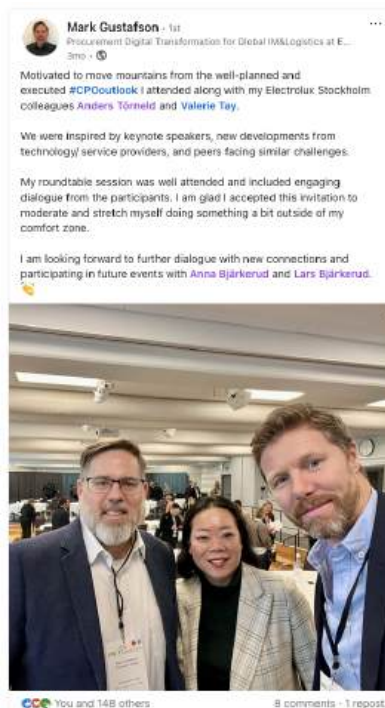 Mark Gustafson · 1st
Procurement Digital Transformation for Global IM&Logistics at E...
3mo ·
Motivated to move mountains from the well-planned and
executed #CPOoutlook I attended along with my Electrolux Stockholm
colleagues Anders Törneld and Valerie Tay.
We were inspired by keynote speakers, new developments from
technology/ service providers, and peers facing similar challenges.
My roundtable session was well attended and included engaging
dialogue from the participants. I am glad I accepted this invitation to
moderate and stretch myself doing something a bit outside of my
comfort zone.
I am looking forward to further dialogue with new connections and
participating in future events with Anna Bjärkerud and Lars Bjärkerud.
You and 148 others 8 comments · 1 repost